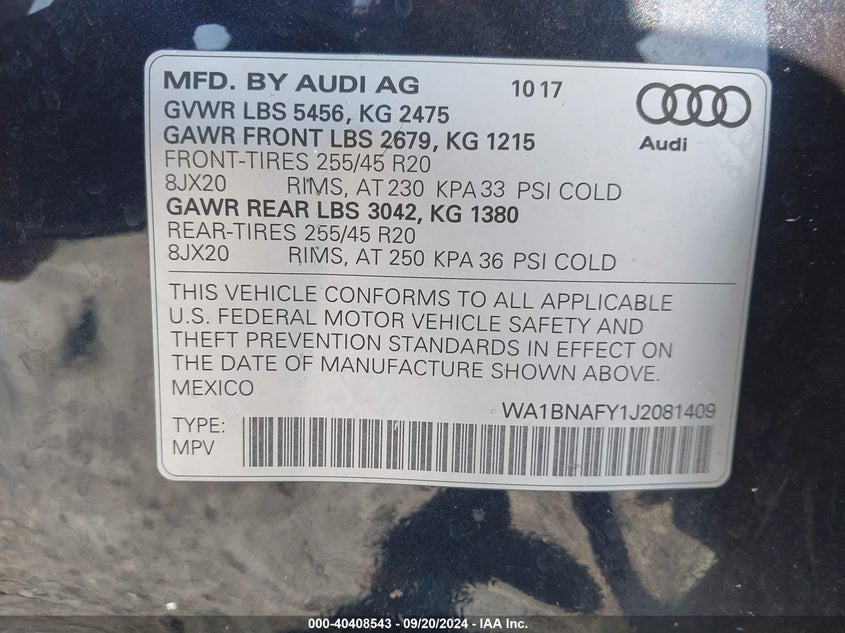 MFD. BY AUDI AG 10 17
GVWR LBS 5456, KG 2475
GAWR FRONT LBS 2679, KG 1215
FRONT-TIRES 255/45 R20
8JX20 RIMS, AT 230 KPA 33 PSI COLD
GAWR REAR LBS 3042, KG 1380
REAR-TIRES 255/45 R20
8JX20 RIMS, AT 250 KPA 36 PSI COLD
Audi
THIS VEHICLE CONFORMS TO ALL APPLICABLE
U.S. FEDERAL MOTOR VEHICLE SAFETY AND
THEFT PREVENTION STANDARDS IN EFFECT ON
THE DATE OF MANUFACTURE SHOWN ABOVE.
MEXICO
WA1BNAFY1J2081409
TYPE:
MPV
000-40408543 - 09/20/2024 - IAA Inc.